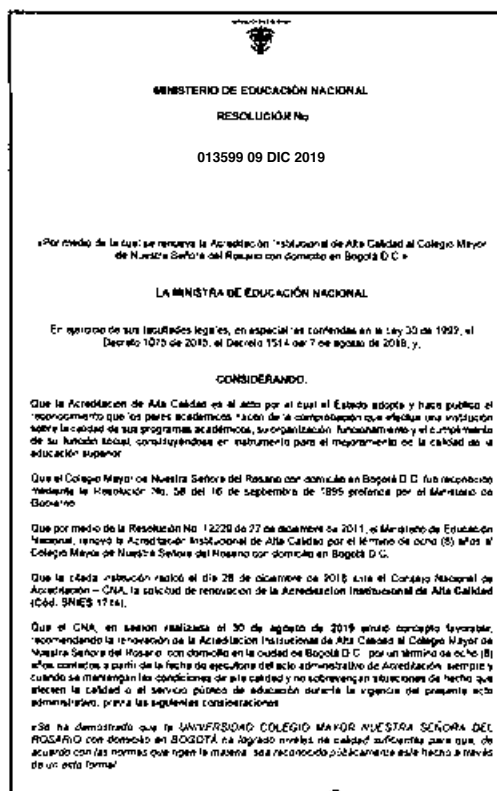 MINISTERIO DE EDUCACIÓN NACIONAL
RESOLUCIÓN No
013599 09 DIC 2019
«Por medio de la cual se renueva la Acreditación Institucional de Alta Calidad al Colegio Mayor
de Nuestra Señora del Rosario con domicilio en Bogotá D.C.»
LA MINISTRA DE EDUCACIÓN NACIONAL
En ejercicio de sus facultades legales, en especial las contenidas en la Ley 30 de 1992, el
Decreto 1075 de 2015, el Decreto 1514 del 7 de agosto de 2018, y,
CONSIDERANDO:
Que la Acreditación de Alta Calidad es el acto por el cual el Estado adopta y hace público el
reconocimiento que los pares académicos hacen de la comprobación que efectúa una institución
sobre la calidad de sus programas académicos, su organización, funcionamiento y el cumplimiento
de su función social, constituyéndose en instrumento para el mejoramiento de la calidad de la
educación superior
Que el Colegio Mayor de Nuestra Señora del Rosario con domicilio en Bogotá D.C. fue reconocido
mediante la Resolución No. 58 del 16 de septiembre de 1895 proferida por el Ministerio de
Gobierno
Que por medio de la Resolución No. 12229 de 27 de diciembre de 2011, el Ministerio de Educación
Nacional, renovó la Acreditación Institucional de Alta Calidad por el término de ocho (8) años al
Colegio Mayor de Nuestra Señora del Rosario con domicilio en Bogotá D.C.
Que la citada institución radicó el día 28 de diciembre de 2018 ante el Consejo Nacional de
Acreditación – CNA, la solicitud de renovación de la Acreditación Institucional de Alta Calidad
(Cód. SNIES
Que el CNA, en sesión realizada el 30 de agosto de 2019 emitió concepto favorable,
recomendando la renovación de la Acreditación Institucional de Alta Calidad al Colegio Mayor de
Nuestra Señora del Rosario con domicilio en la ciudad de Bogotá D.C. por un término de ocho (8)
años contados a partir de la fecha de ejecutoria del acto administrativo de Acreditación, siempre y
cuando se mantengan las condiciones de alta calidad y no sobrevengan situaciones de hecho que
afecten la calidad o el servicio público de educación durante la vigencia del presente acto
administrativo, previa las siguientes consideraciones
«Se ha demostrado que la UNIVERSIDAD COLEGIO MAYOR NUESTRA SEÑORA DEL
ROSARIO con domicilio en BOGOTÁ ha logrado niveles de calidad suficientes para que, de
acuerdo con las normas que rigen la materia, sea reconocido públicamente este hecho a través
de un acto formal